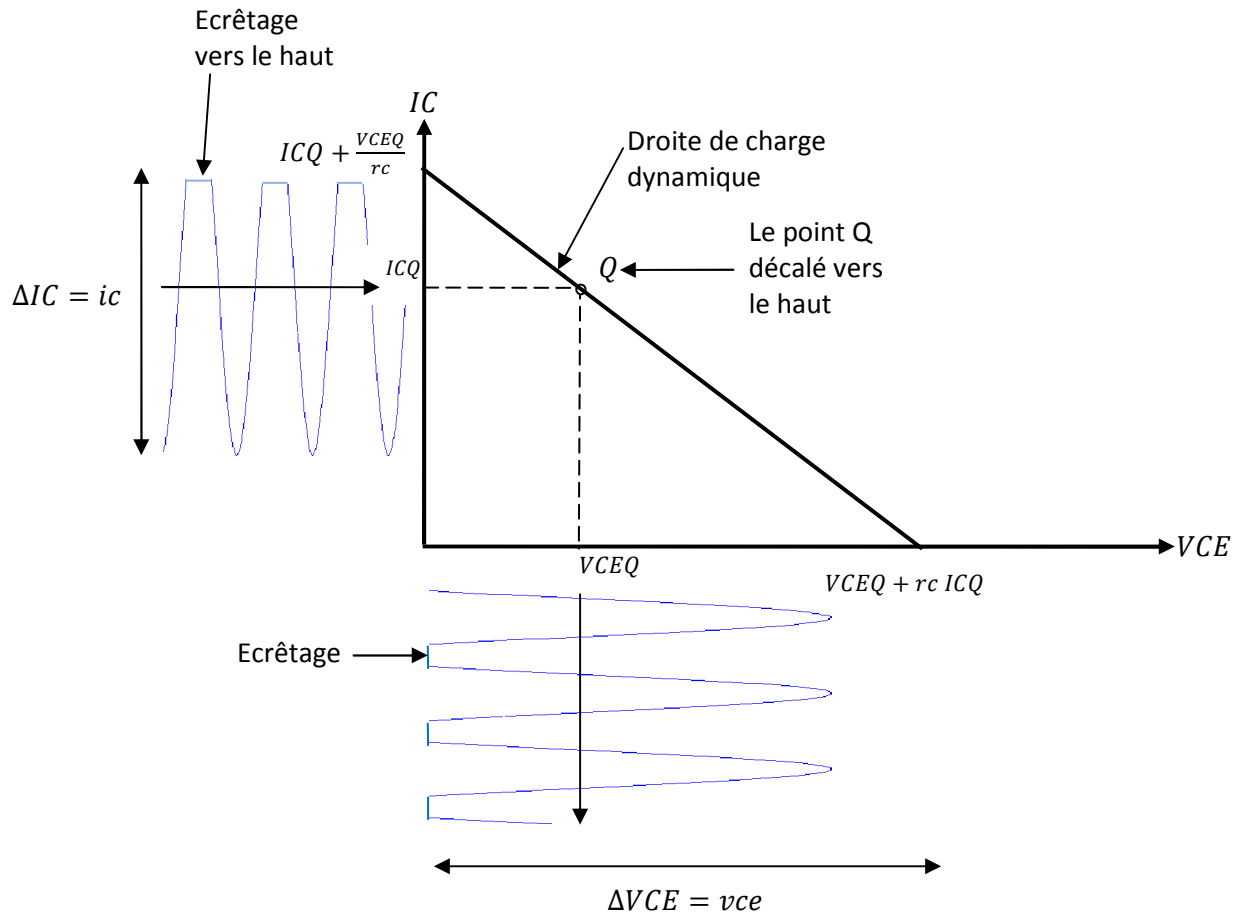 Ecrêtage
vers le haut
IC
ICQ + VCEQ/rc
Droite de charge
dynamique
Le point Q
décalé vers
le haut
ICQ
Q
ΔIC = ic
VCE
VCEQ
VCEQ + rc ICQ
Ecrêtage
ΔVCE = vce